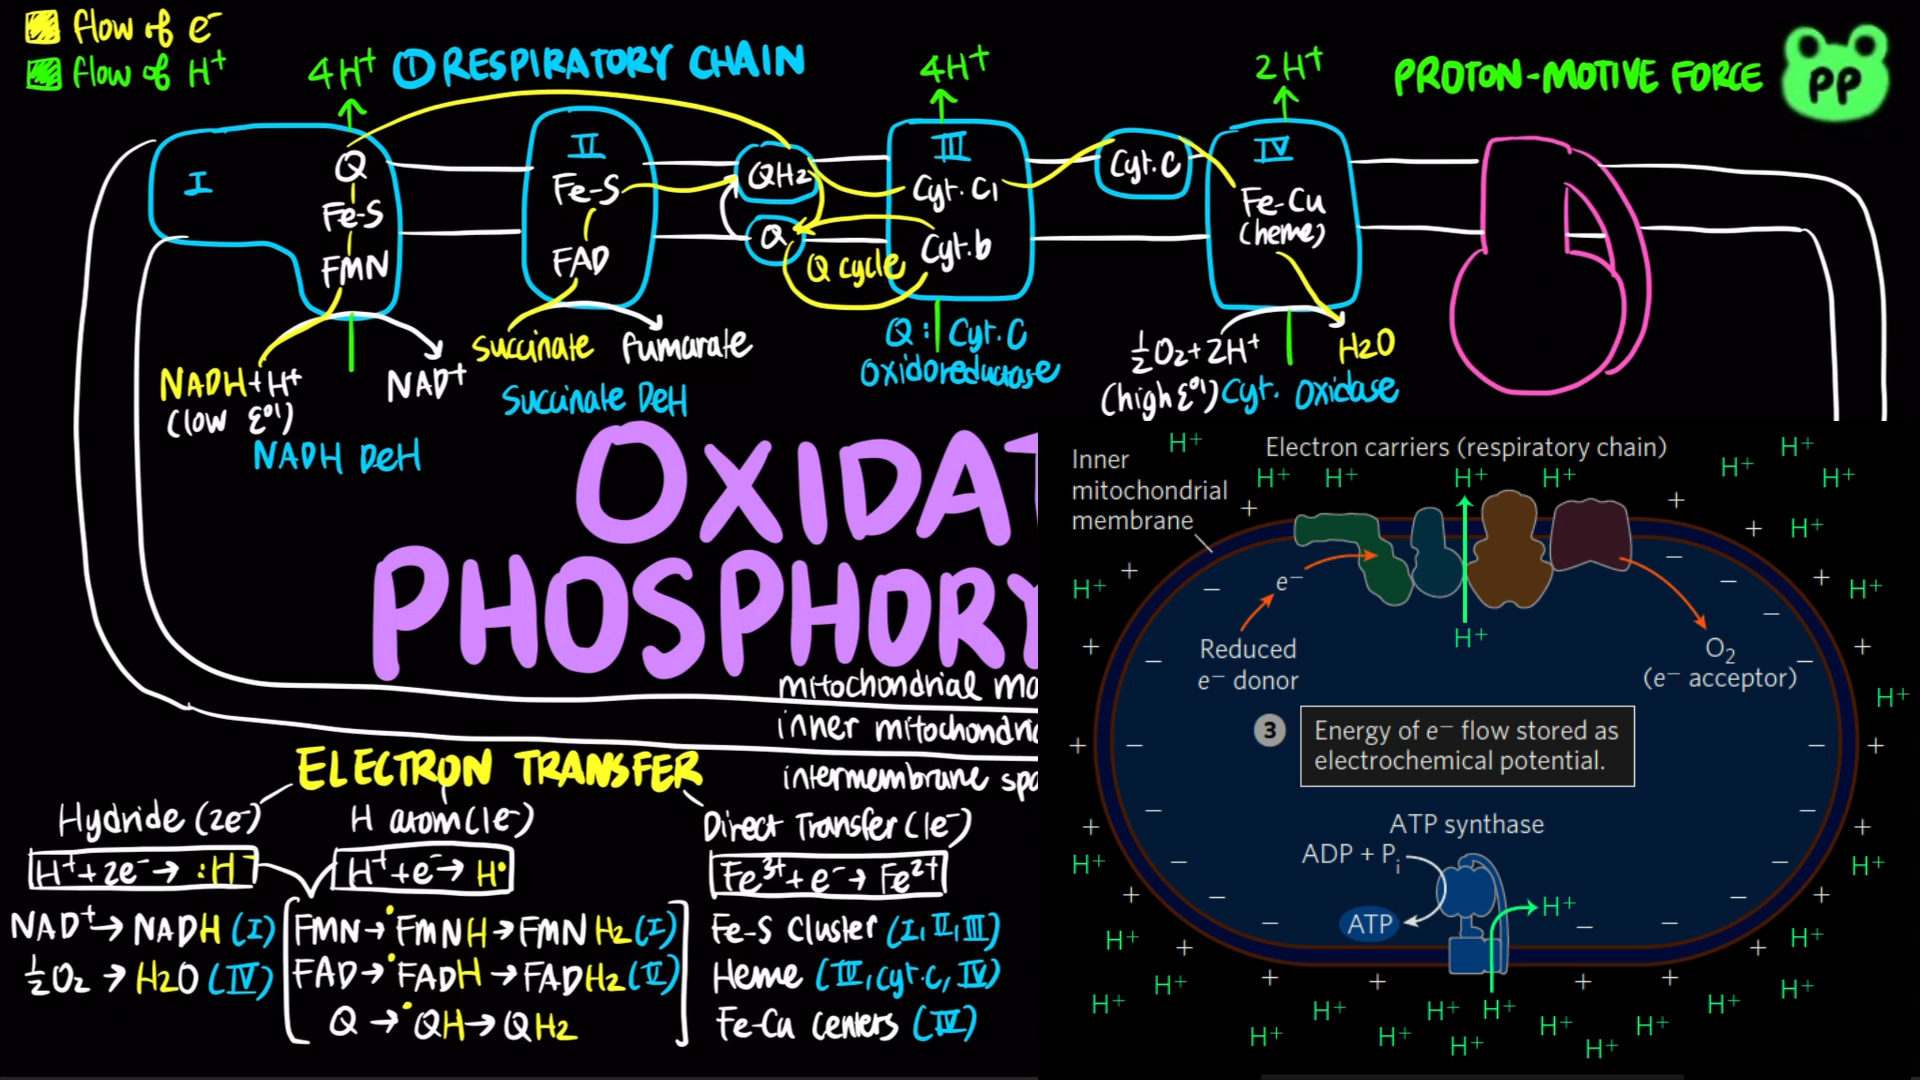 flow of e⁻
flow of H⁺
4H⁺
① RESPIRATORY CHAIN
4H⁺
2H⁺
PROTON-MOTIVE FORCE
PP
I
Q
Fe-S
FMN
II
Fe-S
FAD
QH₂
Q
Q cycle
III
Cyt. C₁
Cyt. b
Cyt. C
IV
Fe-Cu
(heme)
NADH+H⁺
(low ℰ°')
NAD⁺
NADH DeH
succinate
fumarate
Succinate DeH
Q : Cyt. C
Oxidoreductase
½O₂+2H⁺
(high ℰ°')
H₂O
Cyt. Oxidase
OXIDAT
PHOSPHORY
mitochondrial ma
inner mitochondria
intermembrane spa
ELECTRON TRANSFER
Hydride (2e⁻)
H⁺+2e⁻→ :H⁻
NAD⁺→ NADH (I)
½O₂ → H₂O (IV)
H atom (1e⁻)
H⁺+e⁻→ H•
FMN→ •FMNH→ FMNH₂ (I)
FAD→ •FADH → FADH₂ (II)
Q → •QH→ QH₂
Direct Transfer (1e⁻)
Fe³⁺+e⁻→ Fe²⁺
Fe-S Cluster (I, II, III)
Heme (III, cyt.c, IV)
Fe-Cu centers (IV)
Inner
mitochondrial
membrane
Electron carriers (respiratory chain)
H⁺ H⁺ H⁺ H⁺ H⁺ H⁺ H⁺ H⁺
H⁺
H⁺
H⁺
H⁺
e⁻
H⁺
Reduced
e⁻ donor
O₂
(e⁻ acceptor)
3
Energy of e⁻ flow stored as
electrochemical potential.
ATP synthase
ADP + Pᵢ
ATP
H⁺
H⁺
H⁺
H⁺ H⁺
H⁺ H⁺ H⁺ H⁺
H⁺ H⁺ H⁺ H⁺ H⁺
H⁺ H⁺ H⁺ H⁺